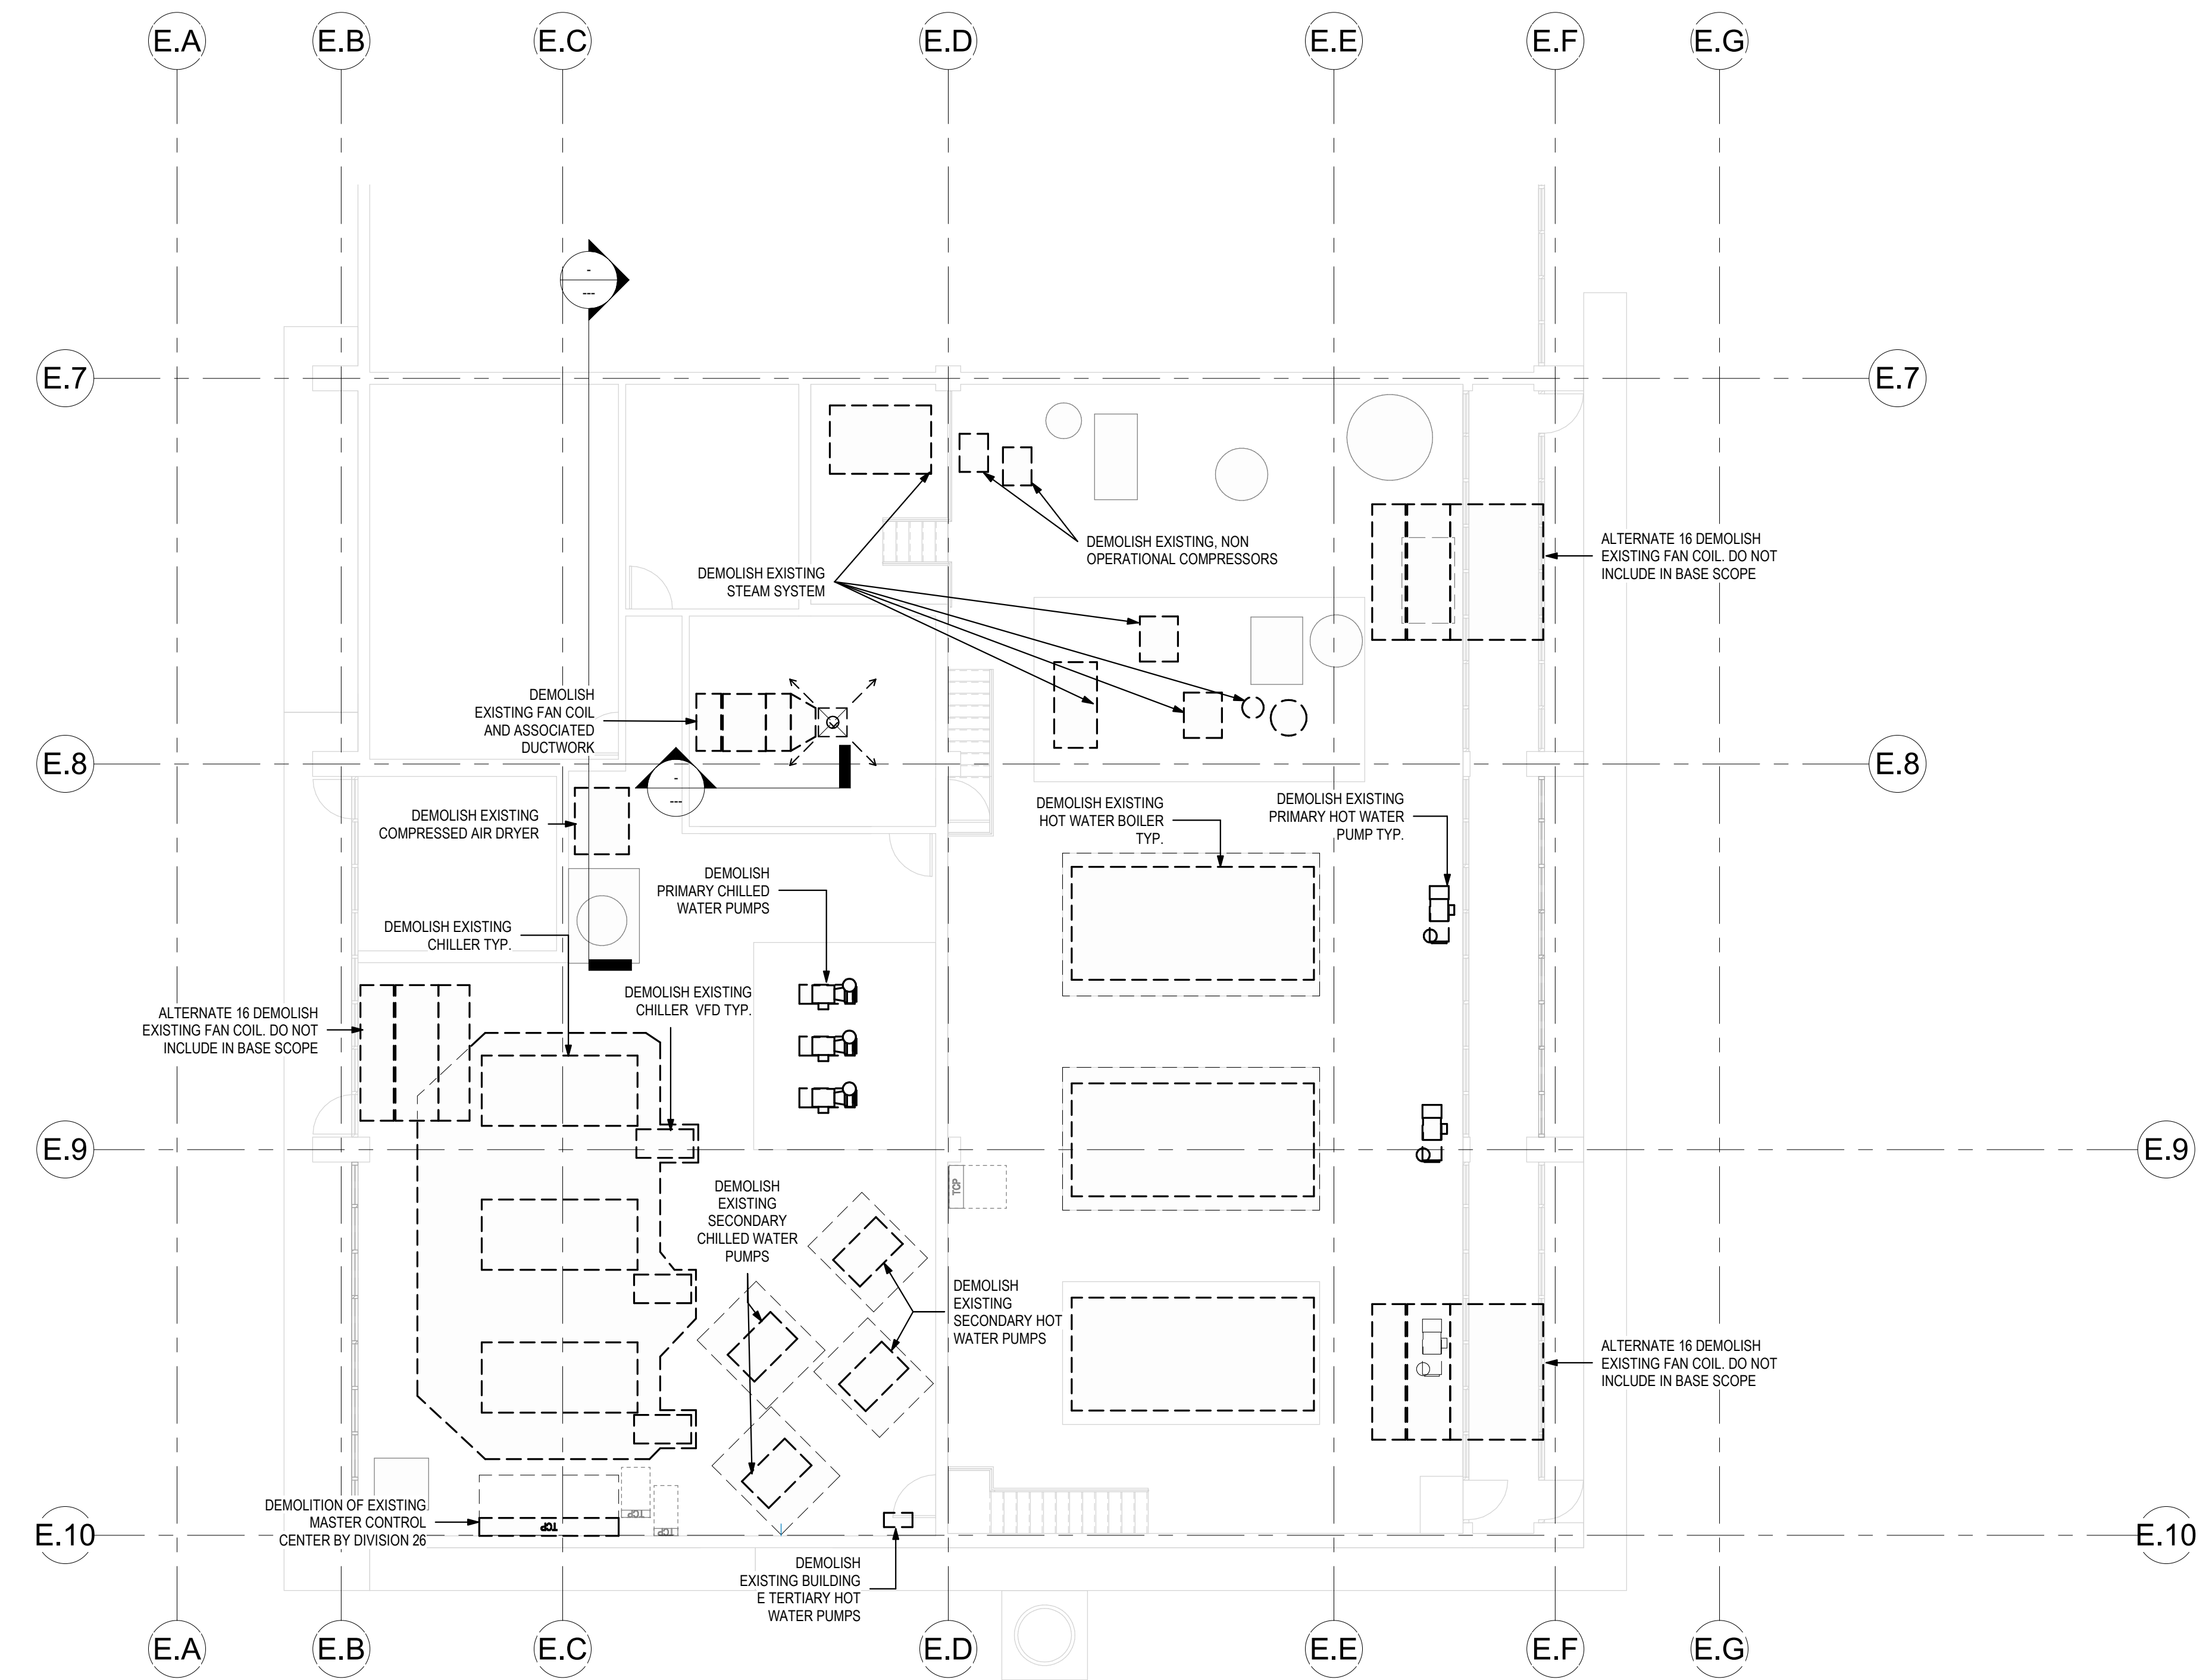 E.A
E.B
E.C
E.D
E.E
E.F
E.G
-
---
E.7
E.7
DEMOLISH EXISTING, NON
OPERATIONAL COMPRESSORS
ALTERNATE 16 DEMOLISH
EXISTING FAN COIL. DO NOT
INCLUDE IN BASE SCOPE
DEMOLISH EXISTING
STEAM SYSTEM
DEMOLISH
EXISTING FAN COIL
AND ASSOCIATED
DUCTWORK
E.8
E.8
-
---
DEMOLISH EXISTING
COMPRESSED AIR DRYER
DEMOLISH EXISTING
HOT WATER BOILER
TYP.
DEMOLISH EXISTING
PRIMARY HOT WATER
PUMP TYP.
DEMOLISH
PRIMARY CHILLED
WATER PUMPS
DEMOLISH EXISTING
CHILLER TYP.
DEMOLISH EXISTING
CHILLER VFD TYP.
ALTERNATE 16 DEMOLISH
EXISTING FAN COIL. DO NOT
INCLUDE IN BASE SCOPE
E.9
E.9
TCP
DEMOLISH
EXISTING
SECONDARY
CHILLED WATER
PUMPS
DEMOLISH
EXISTING
SECONDARY HOT
WATER PUMPS
ALTERNATE 16 DEMOLISH
EXISTING FAN COIL. DO NOT
INCLUDE IN BASE SCOPE
DEMOLITION OF EXISTING
MASTER CONTROL
CENTER BY DIVISION 26
TCP
TCP
TCP
E.10
E.10
DEMOLISH
EXISTING BUILDING
E TERTIARY HOT
WATER PUMPS
E.A
E.B
E.C
E.D
E.E
E.F
E.G